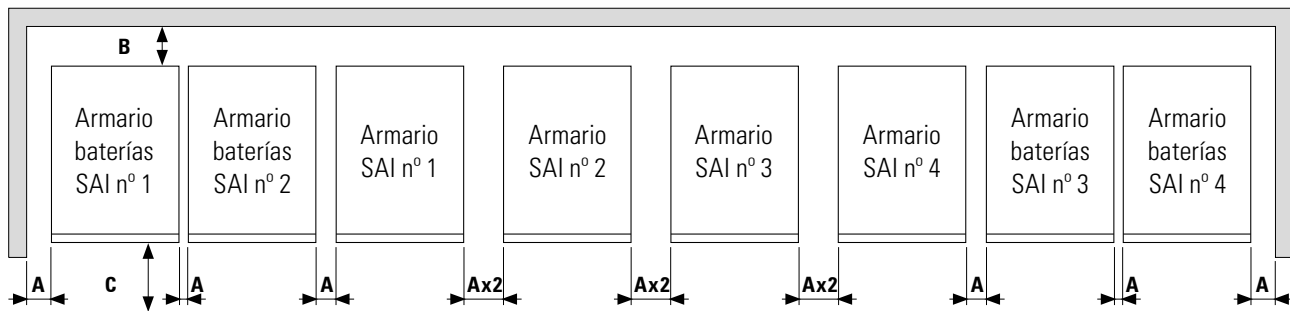 B
Armario
baterías
SAI nº 1
Armario
baterías
SAI nº 2
Armario
SAI nº 1
Armario
SAI nº 2
Armario
SAI nº 3
Armario
SAI nº 4
Armario
baterías
SAI nº 3
Armario
baterías
SAI nº 4
A
C
A
A
Ax2
Ax2
Ax2
A
A
A